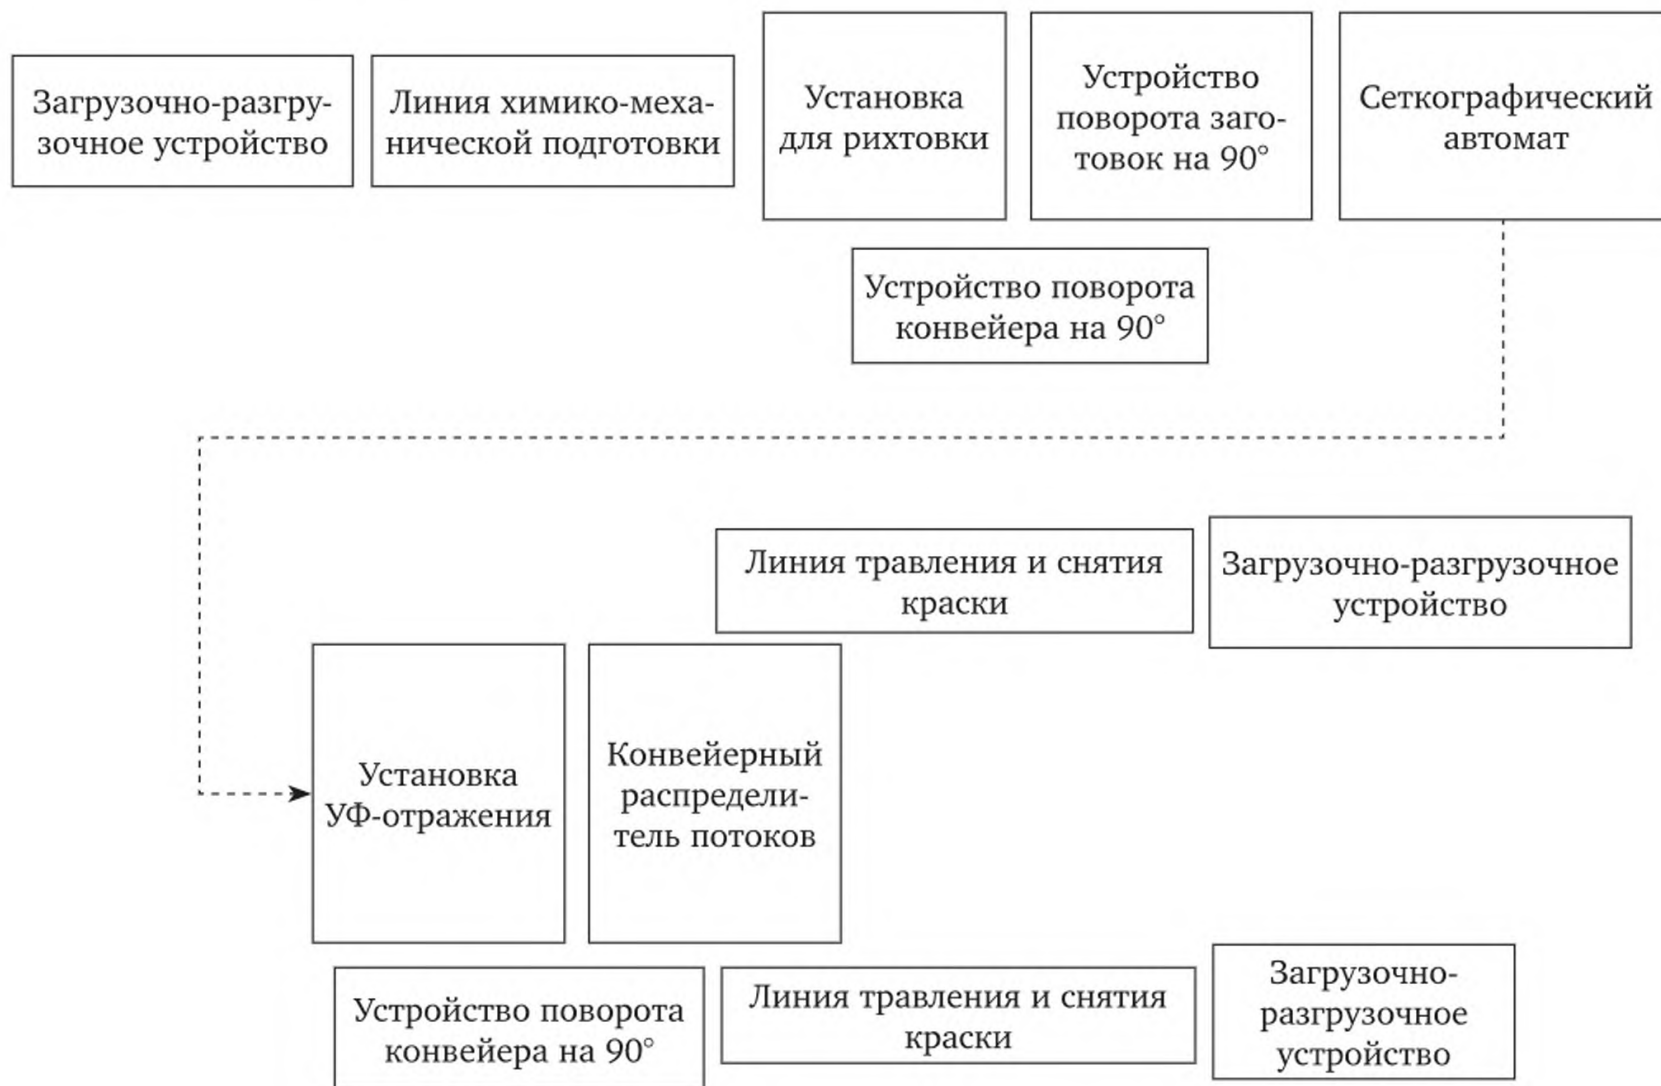 Загрузочно-разгру-
зочное устройство
Линия химико-меха-
нической подготовки
Установка
для рихтовки
Устройство
поворота заго-
товок на 90°
Сеткографический
автомат
Устройство поворота
конвейера на 90°
Линия травления и снятия
краски
Загрузочно-разгрузочное
устройство
Установка
УФ-отражения
Конвейерный
распредели-
тель потоков
Устройство поворота
конвейера на 90°
Линия травления и снятия
краски
Загрузочно-
разгрузочное
устройство